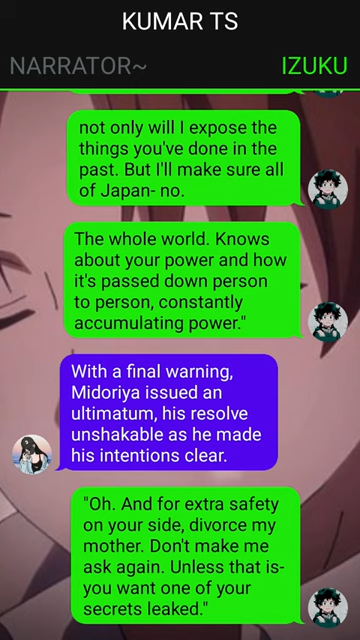 KUMAR TS
NARRATOR~
IZUKU
not only will I expose the
things you've done in the
past. But I'll make sure all
of Japan- no.
The whole world. Knows
about your power and how
it's passed down person
to person, constantly
accumulating power."
With a final warning,
Midoriya issued an
ultimatum, his resolve
unshakable as he made
his intentions clear.
"Oh. And for extra safety
on your side, divorce my
mother. Don't make me
ask again. Unless that is-
you want one of your
secrets leaked."